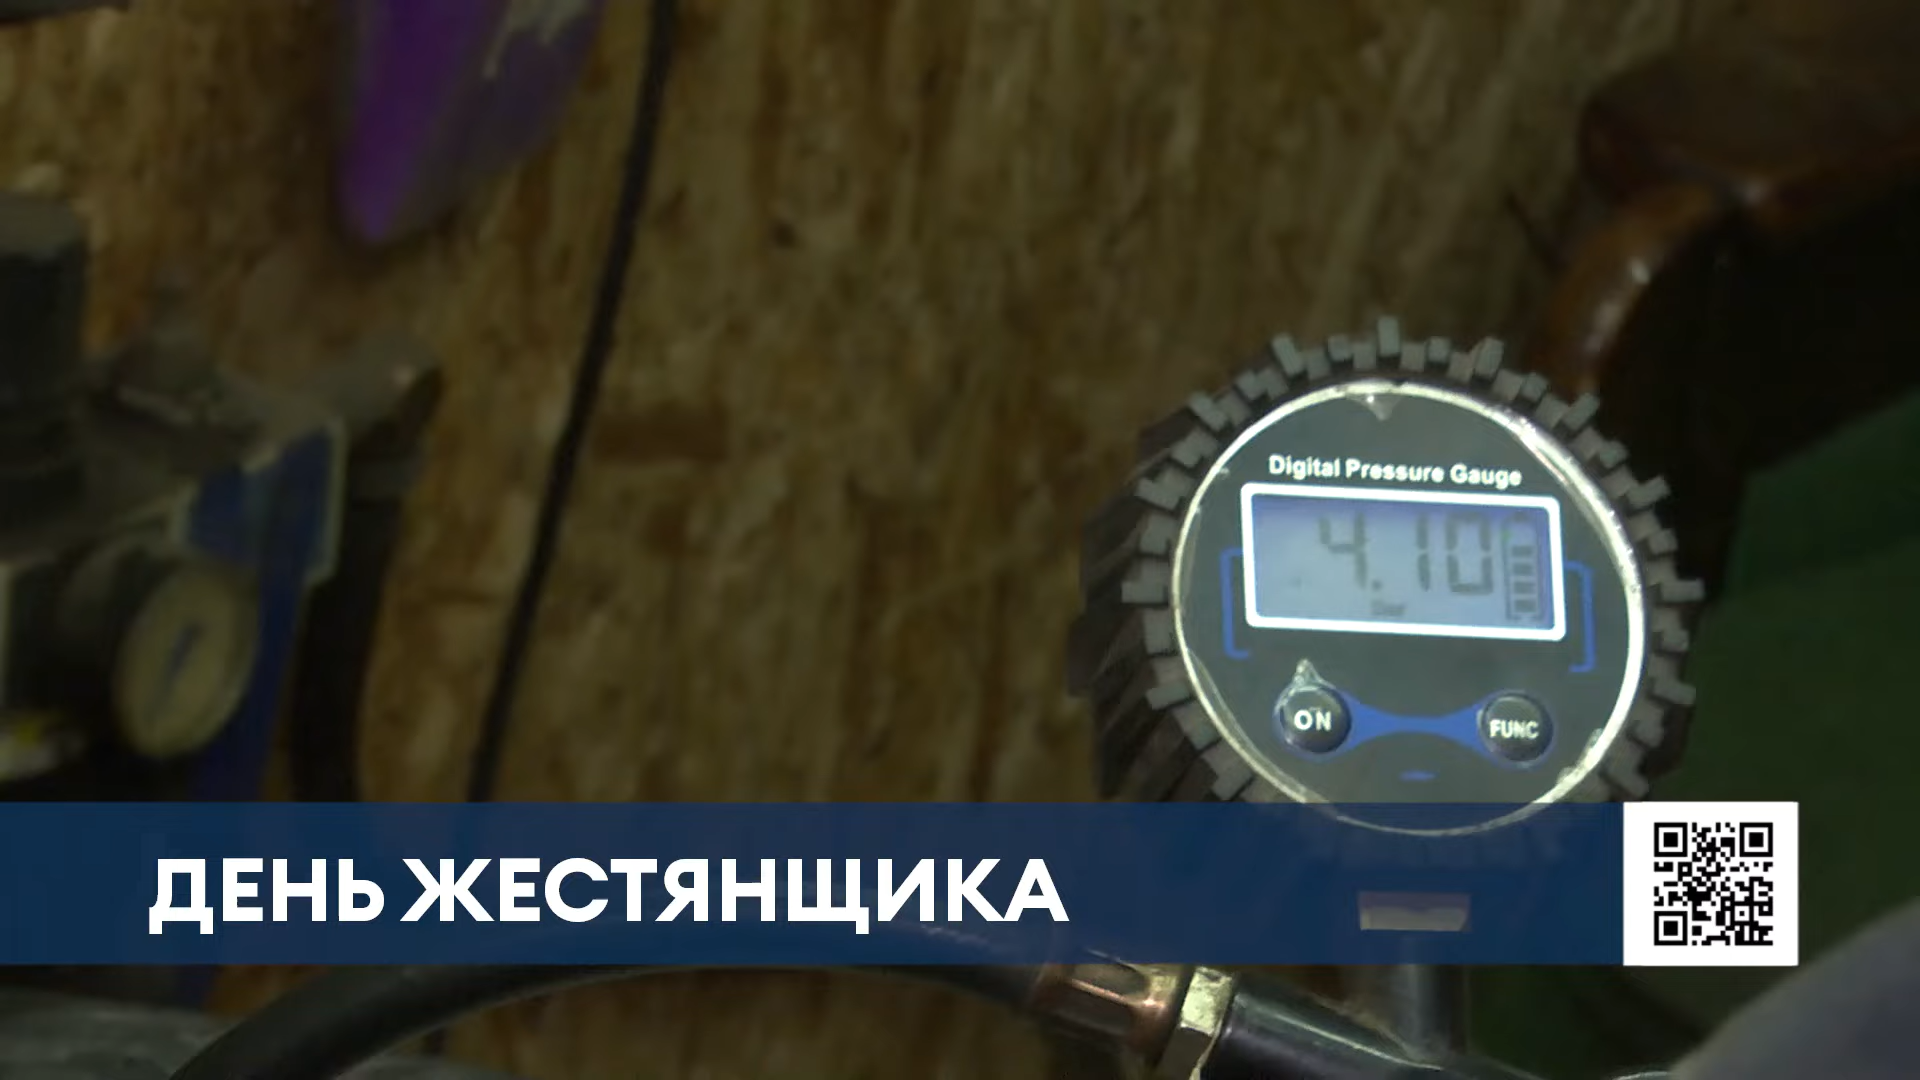 Digital Pressure Gauge
4.10
Bar
ON
FUNC
ДЕНЬ ЖЕСТЯНЩИКА